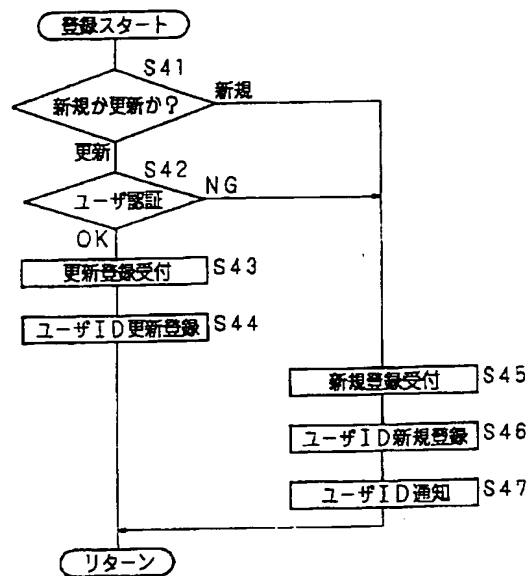 登録スタート
S41
新規か更新か？
新規
更新
S42
ユーザ認証
NG
OK
更新登録受付
S43
ユーザID更新登録
S44
新規登録受付
S45
ユーザID新規登録
S46
ユーザID通知
S47
リターン